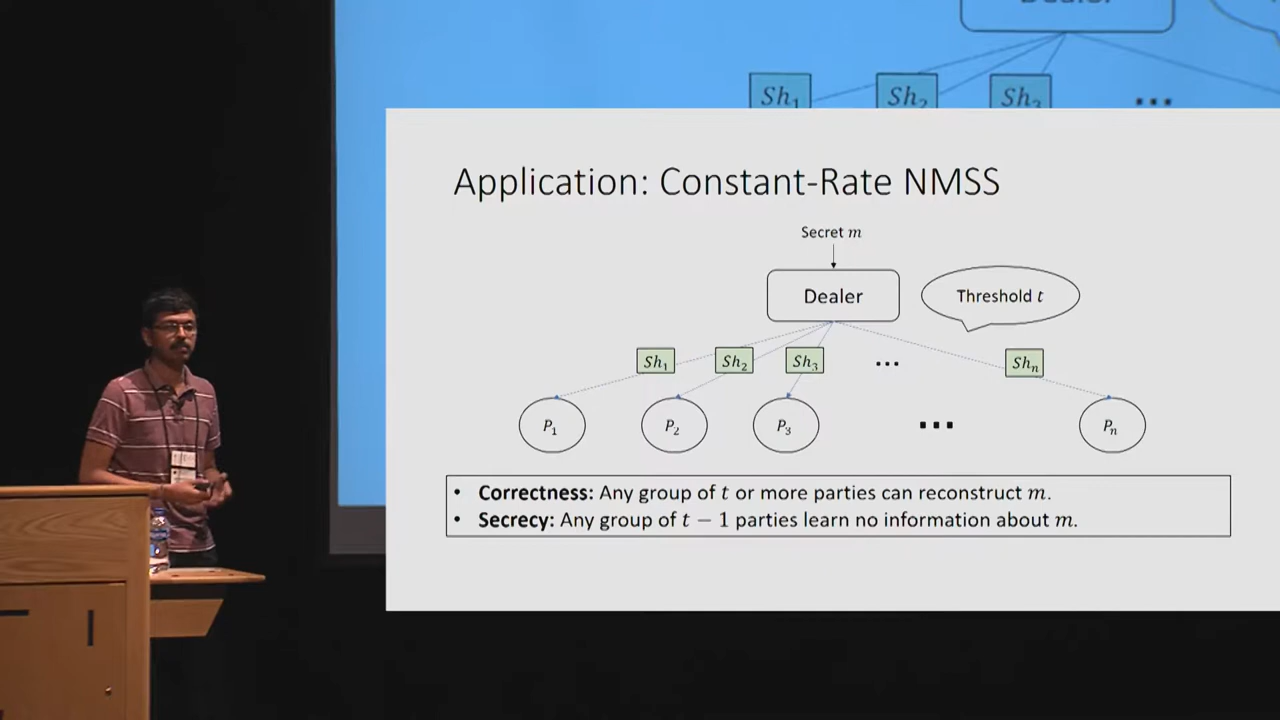 Dealer
Sh₁ Sh₂ Sh₃ ...
Application: Constant-Rate NMSS
Secret m
Dealer
Threshold t
Sh₁ Sh₂ Sh₃ ... Shₙ
P₁ P₂ P₃ ... Pₙ
• Correctness: Any group of t or more parties can reconstruct m.
• Secrecy: Any group of t − 1 parties learn no information about m.